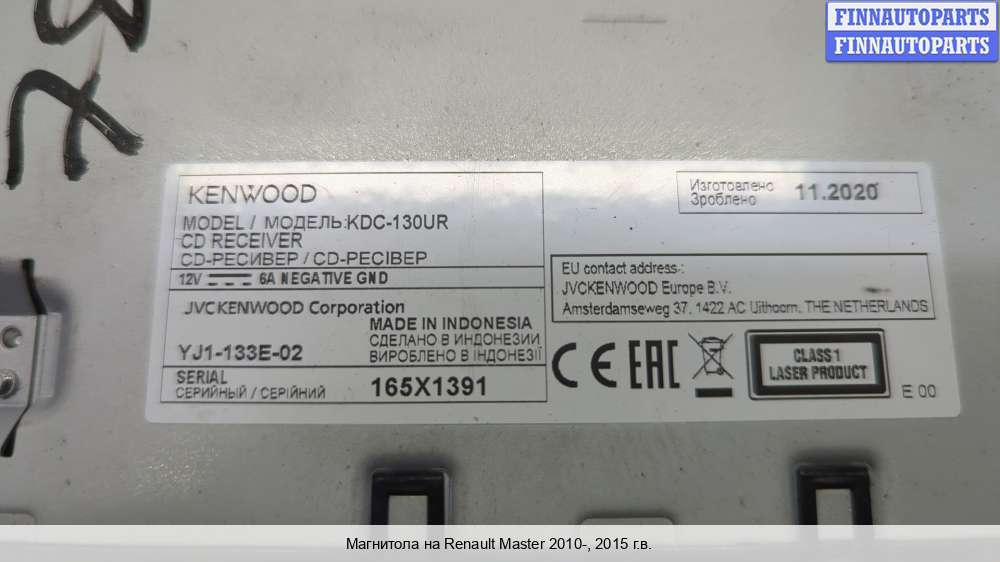 FINNAUTOPARTS
FINNAUTOPARTS
KENWOOD
MODEL / МОДЕЛЬ:KDC-130UR
CD RECEIVER
CD-РЕСИВЕР / CD-РЕСІВЕР
12V 6A NEGATIVE GND
JVCKENWOOD Corporation
MADE IN INDONESIA
СДЕЛАНО В ИНДОНЕЗИИ
YJ1-133E-02
ВИРОБЛЕНО В ІНДОНЕЗІЇ
SERIAL
СЕРИЙНЫЙ / СЕРІЙНИЙ
165X1391
Изготовлено
Зроблено
11.2020
EU contact address :
JVCKENWOOD Europe B.V.
Amsterdamseweg 37, 1422 AC Uithoorn, THE NETHERLANDS
CE EAC
CLASS 1
LASER PRODUCT
E 00
Магнитола на Renault Master 2010-, 2015 г.в.